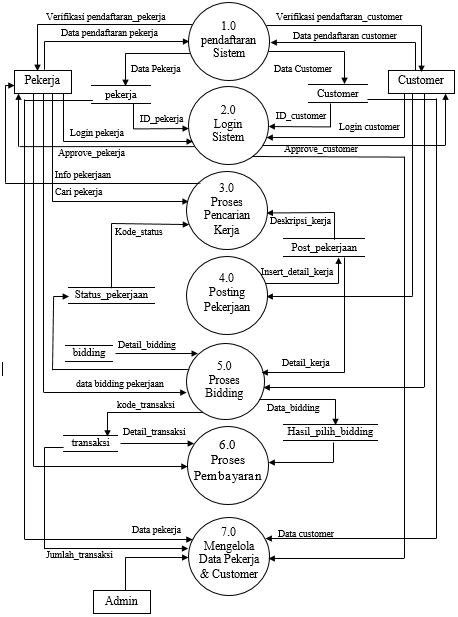 Verifikasi pendaftaran_pekerja
1.0
pendaftaran
Sistem
Verifikasi pendaftaran_customer
Data pendaftaran pekerja
Data pendaftaran customer
Pekerja
Data Pekerja
Data Customer
Customer
pekerja
Customer
2.0
Login
Sistem
ID_pekerja
ID_customer
Login pekerja
Login customer
Approve_pekerja
Approve_customer
Info pekerjaan
3.0
Proses
Pencarian
Kerja
Cari pekerja
Deskripsi_kerja
Kode_status
Post_pekerjaan
4.0
Posting
Pekerjaan
Insert_detail_kerja
Status_pekerjaan
Detail_bidding
bidding
5.0
Proses
Bidding
Detail_kerja
data bidding pekerjaan
kode_transaksi
Data_bidding
transaksi
Detail_transaksi
6.0
Proses
Pembayaran
Hasil_pilih_bidding
Data pekerja
7.0
Mengelola
Data Pekerja
& Customer
Data customer
Jumlah_transaksi
Admin